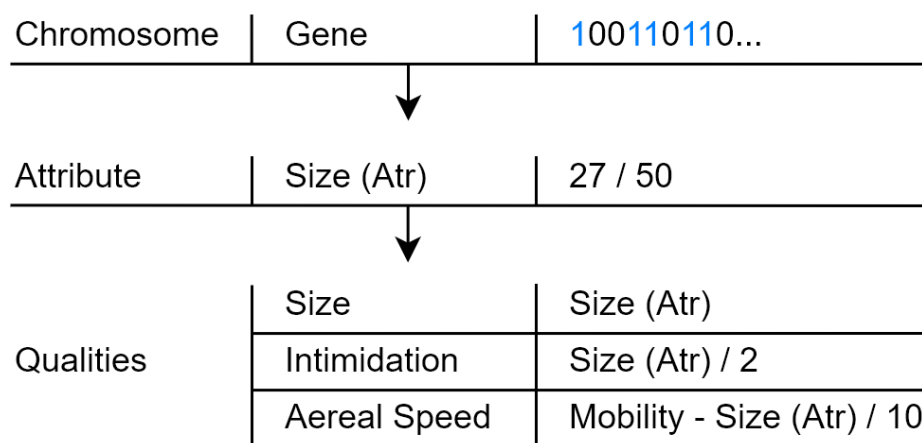 Chromosome Gene 100110110...
Attribute Size (Atr) 27 / 50
Size Size (Atr)
Qualities Intimidation Size (Atr) / 2
Aereal Speed Mobility - Size (Atr) / 10